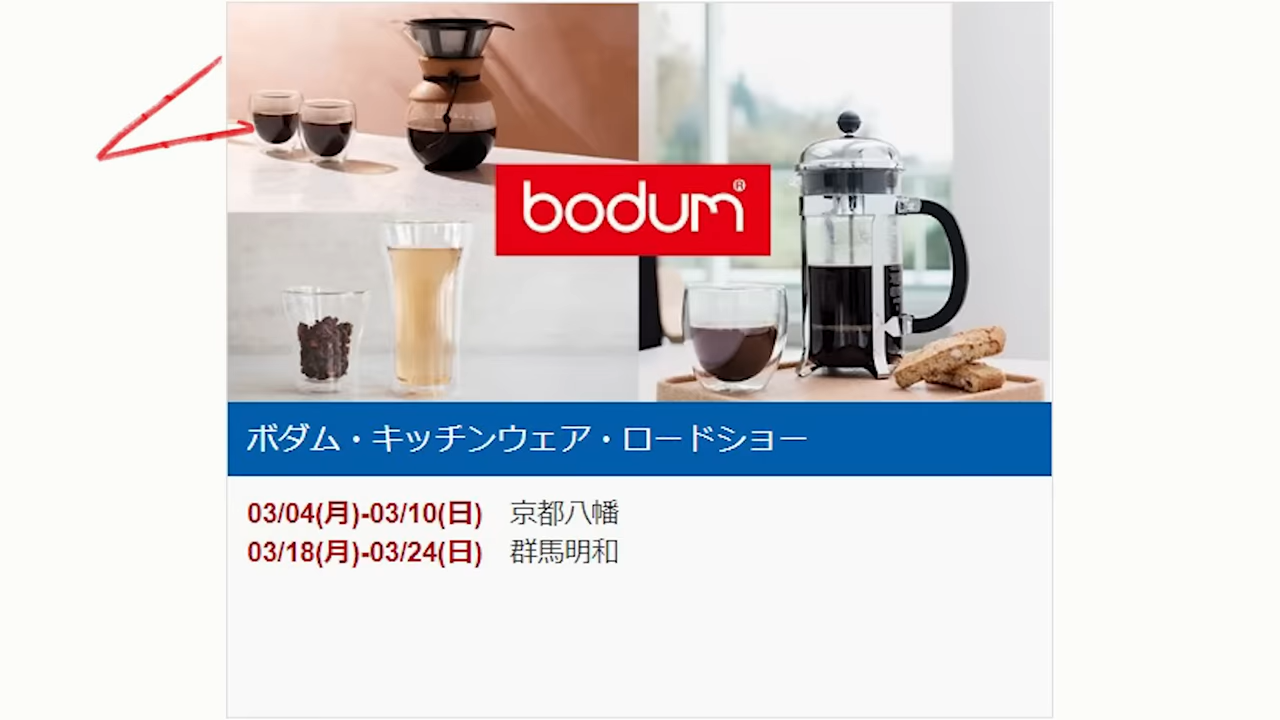 bodum®
ボダム・キッチンウェア・ロードショー
03/04(月)-03/10(日) 京都八幡
03/18(月)-03/24(日) 群馬明和